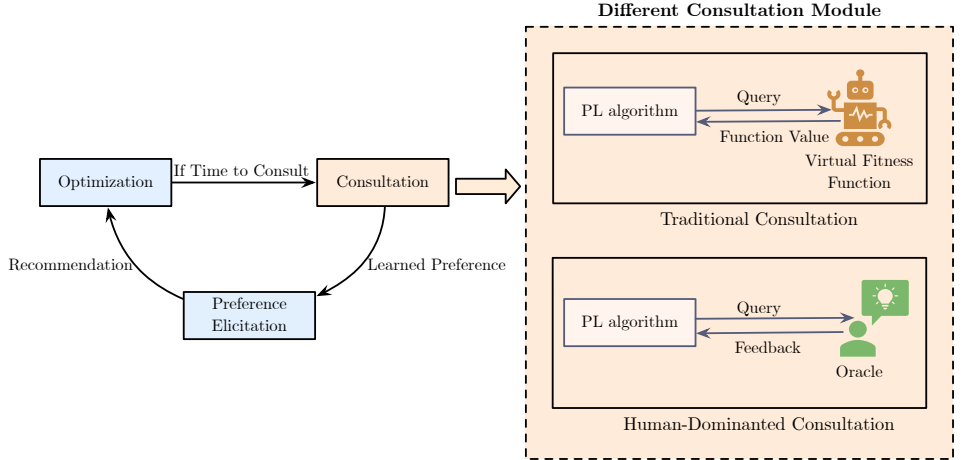 Different Consultation Module
PL algorithm
Query
Function Value
Virtual Fitness
Function
Traditional Consultation
Optimization
If Time to Consult
Consultation
Recommendation
Learned Preference
Preference
Elicitation
PL algorithm
Query
Feedback
Oracle
Human-Dominanted Consultation